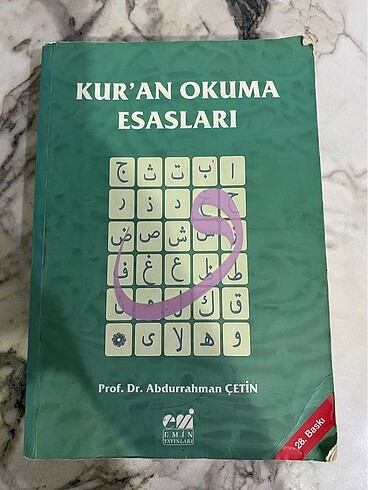 KUR'AN OKUMA
ESASLARI
ا ب ت ث ج
ح خ د ذ ر
ز س ش ص ض
ط ظ ع غ ف
ق ك ل م ن
و ه لا ى
و
Prof. Dr. Abdurrahman ÇETİN
EMİN
YAYINLARI
28. Baskı